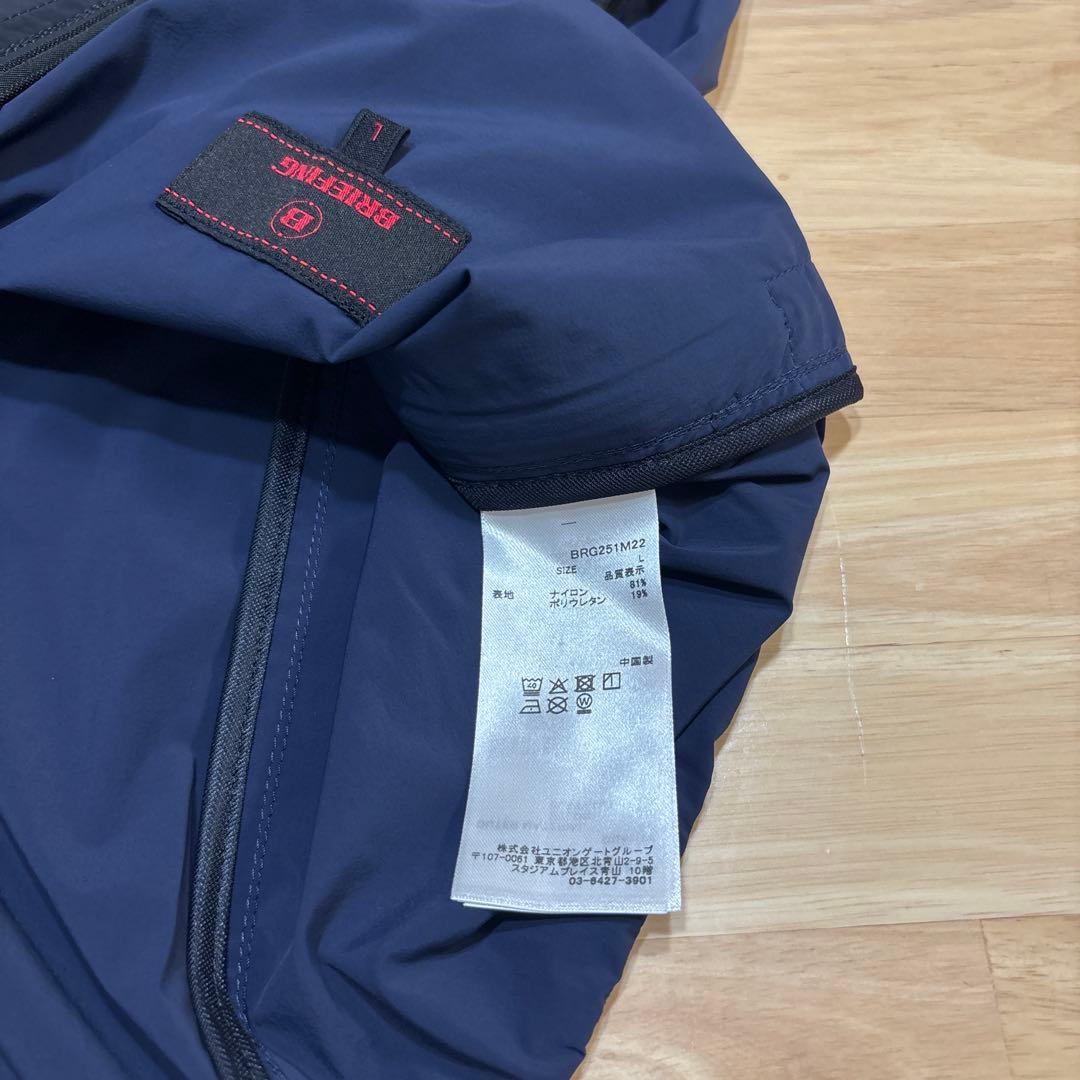 L
BRIEFING
B
BRG251M22
SIZE L
品質表示
表地 ナイロン 81%
ポリウレタン 19%
中国製
40
W
株式会社ユニオンゲートグループ
〒107-0061 東京都港区北青山2-9-5
スタジアムプレイス青山 10階
03-6427-3901